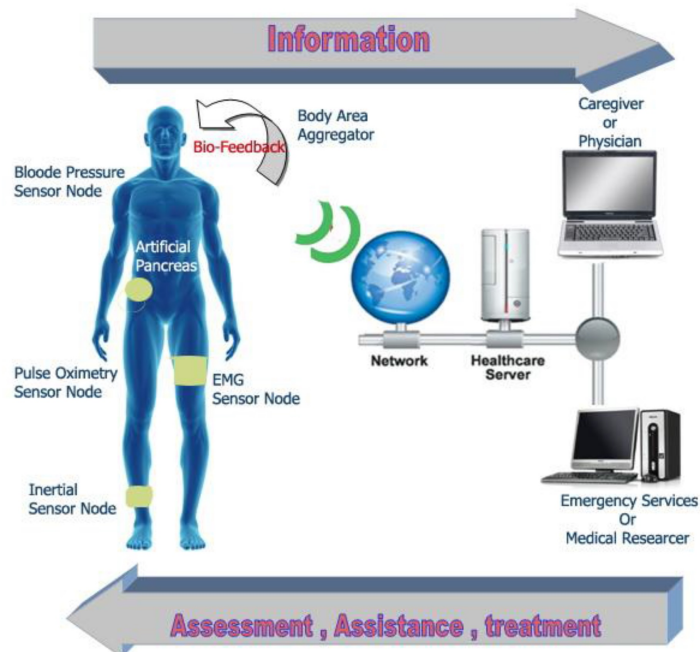 Information
Caregiver
or
Physician
Body Area
Aggregator
Bio-Feedback
Bloode Pressure
Sensor Node
Artificial
Pancreas
Network
Healthcare
Server
Pulse Oximetry
Sensor Node
EMG
Sensor Node
Inertial
Sensor Node
Emergency Services
Or
Medical Researcer
Assessment , Assistance , treatment